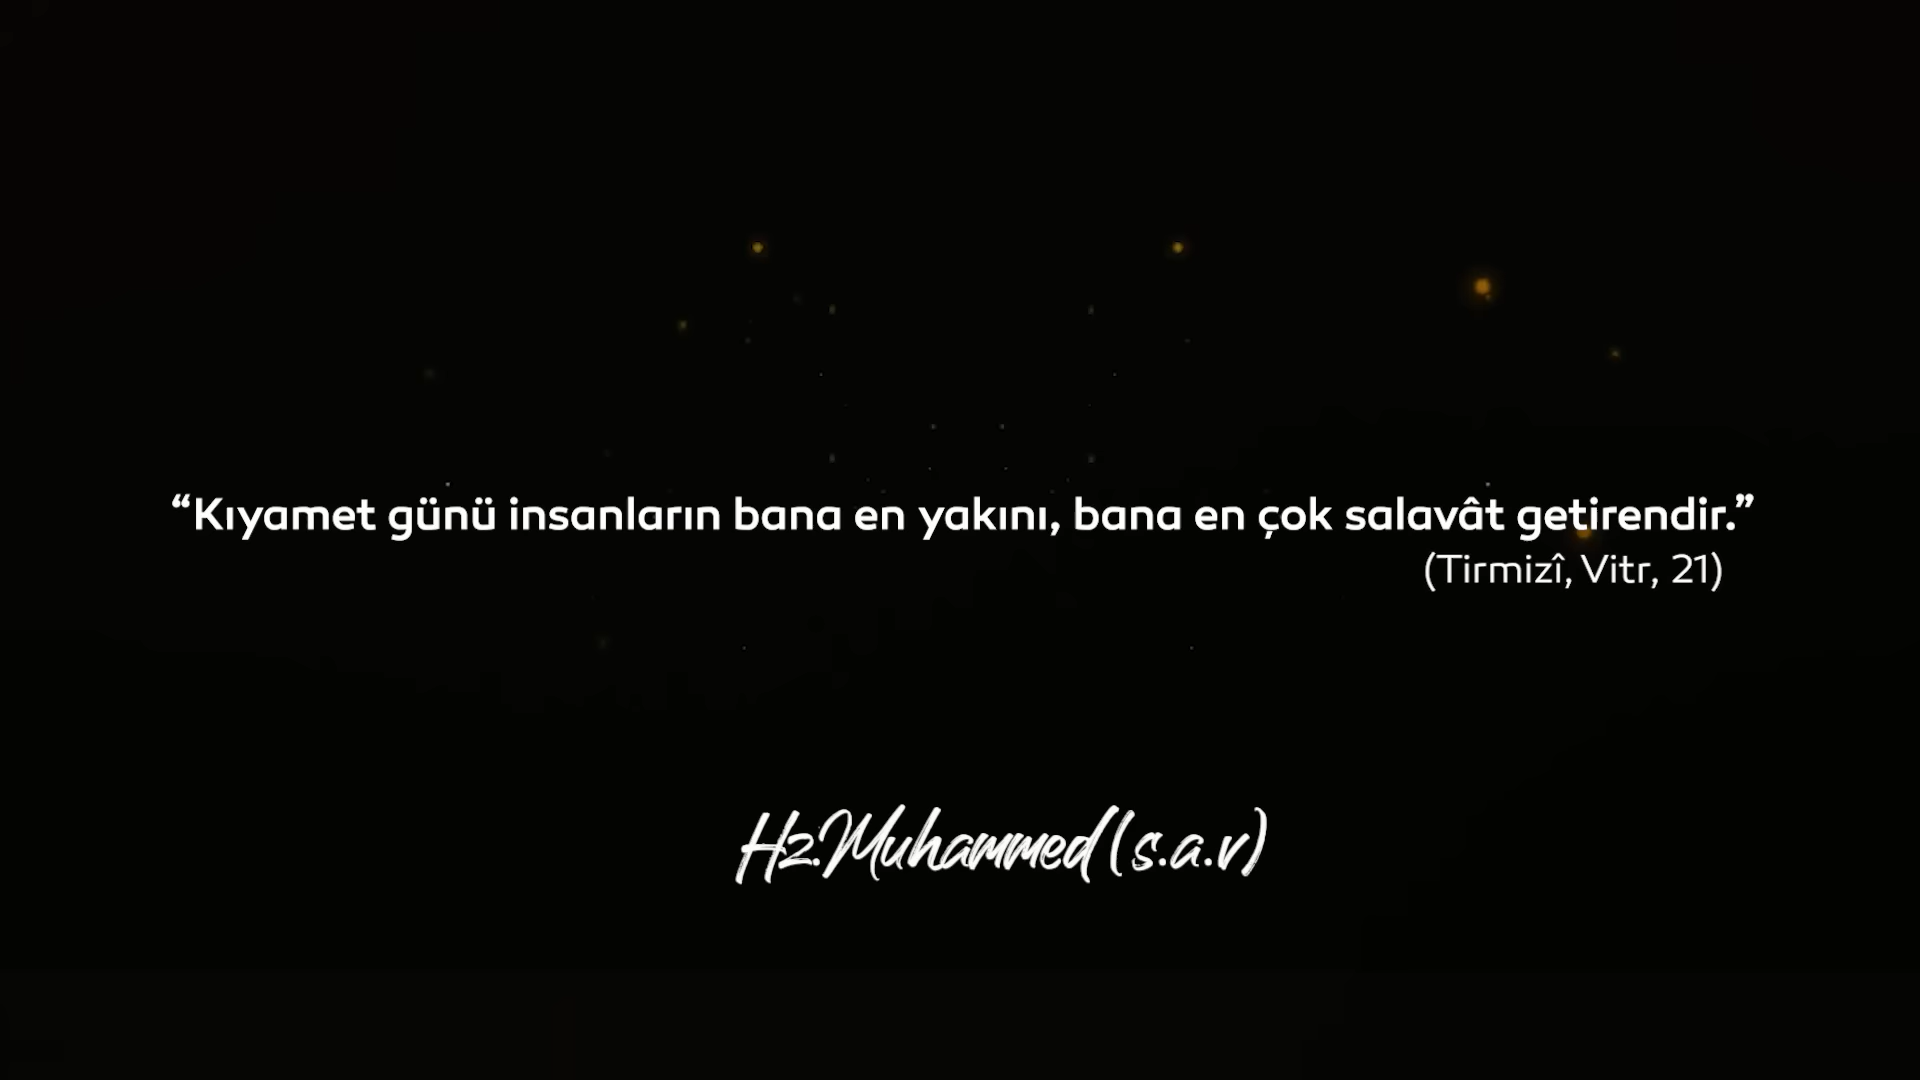 “Kıyamet günü insanların bana en yakını, bana en çok salavât getirendir.”
(Tirmizî, Vitr, 21)
Hz.Muhammed(s.a.v)